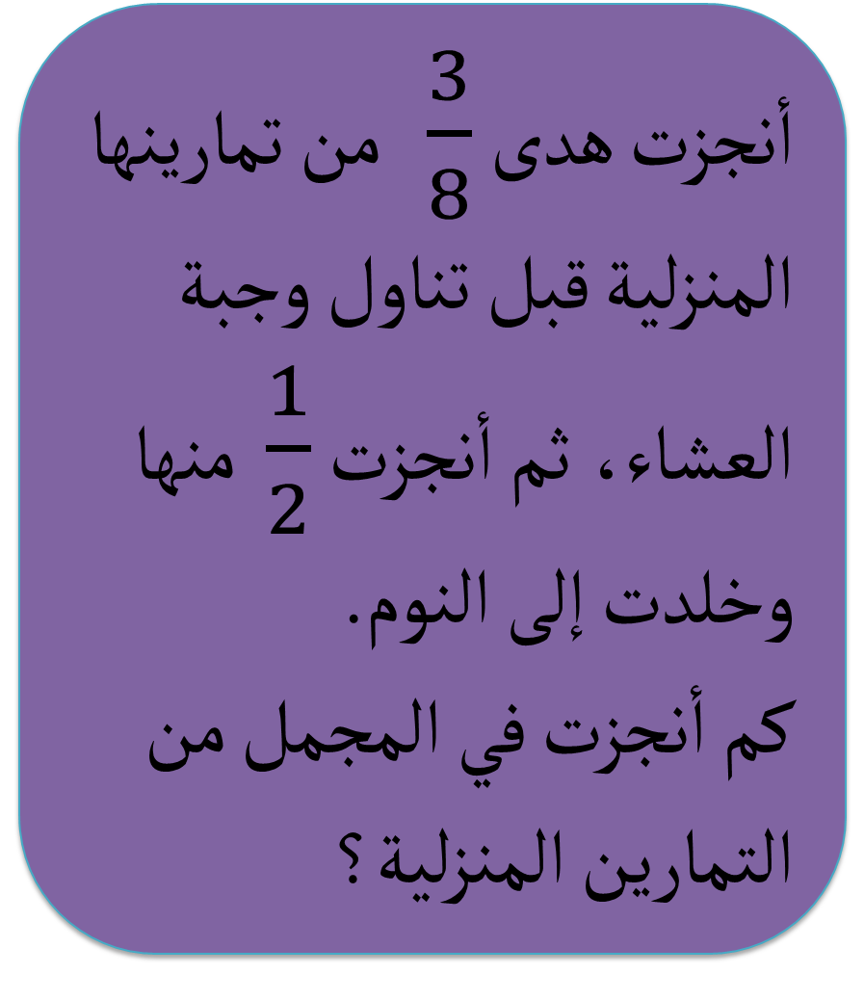 أنجزت هدى 3/8 من تمارينها
المنزلية قبل تناول وجبة
العشاء، ثم أنجزت 1/2 منها
وخلدت إلى النوم.
كم أنجزت في المجمل من
التمارين المنزلية ؟